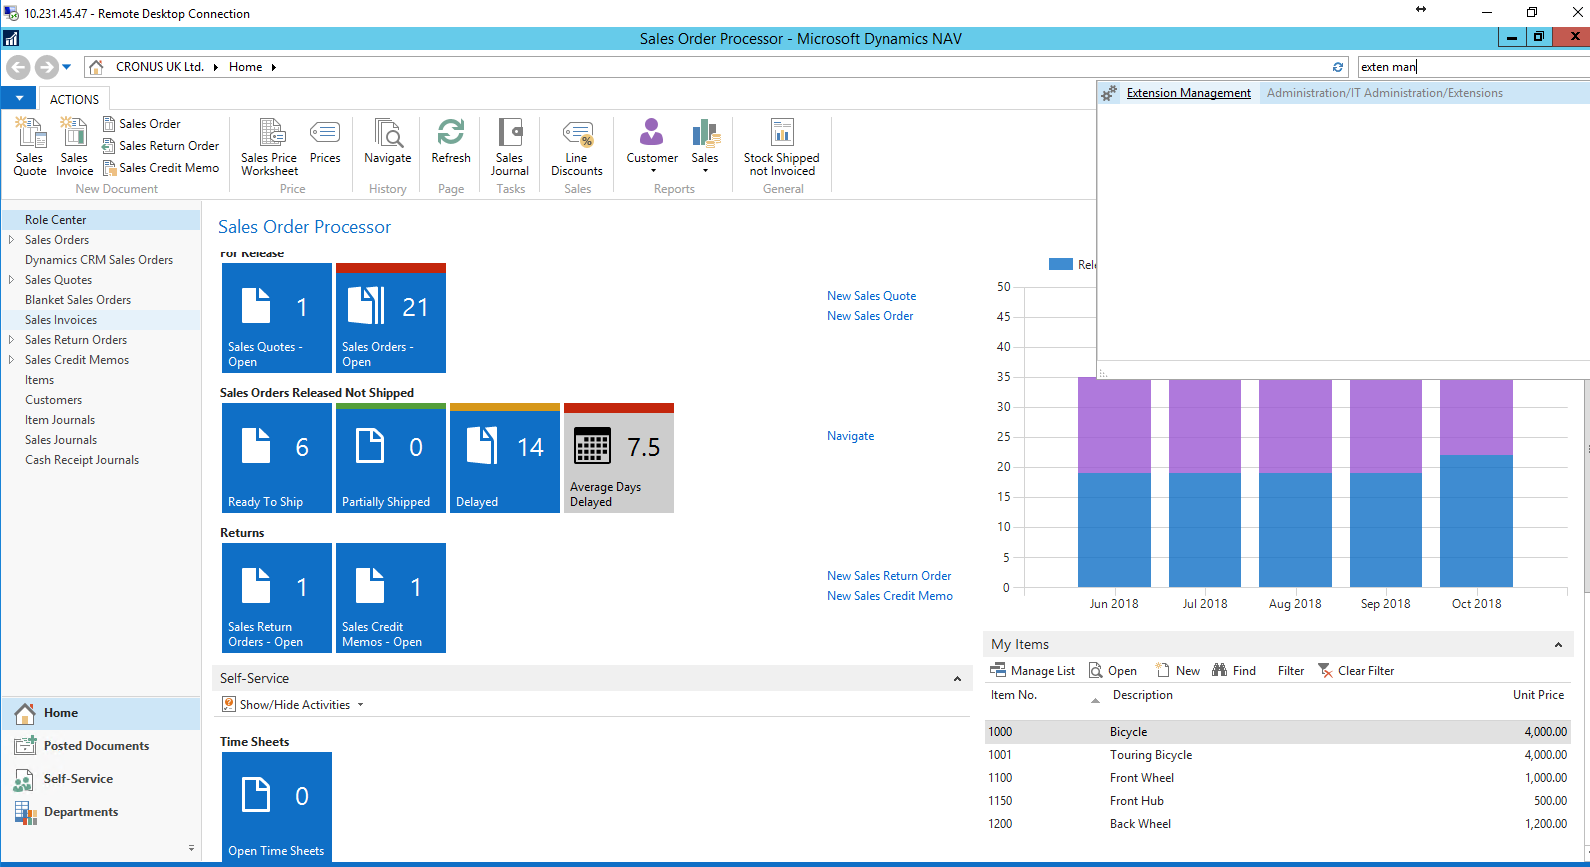 10.231.45.47 - Remote Desktop Connection
Sales Order Processor - Microsoft Dynamics NAV
CRONUS UK Ltd. Home
exten man
Extension Management Administration/IT Administration/Extensions
ACTIONS
Sales Quote
Sales Invoice
Sales Order
Sales Return Order
Sales Credit Memo
New Document
Sales Price Worksheet
Prices
Price
Navigate
History
Refresh
Page
Sales Journal
Tasks
Line Discounts
Sales
Customer
Sales
Reports
Stock Shipped not Invoiced
General
Role Center
Sales Orders
Dynamics CRM Sales Orders
Sales Quotes
Blanket Sales Orders
Sales Invoices
Sales Return Orders
Sales Credit Memos
Items
Customers
Item Journals
Sales Journals
Cash Receipt Journals
Home
Posted Documents
Self-Service
Departments
Sales Order Processor
For Release
1
Sales Quotes -
Open
21
Sales Orders -
Open
New Sales Quote
New Sales Order
Sales Orders Released Not Shipped
6
Ready To Ship
0
Partially Shipped
14
Delayed
7.5
Average Days
Delayed
Navigate
Returns
1
Sales Return
Orders - Open
1
Sales Credit
Memos - Open
New Sales Return Order
New Sales Credit Memo
Self-Service
Show/Hide Activities
Time Sheets
0
Open Time Sheets
50
45
40
35
30
25
20
15
10
5
0
Jun 2018 Jul 2018 Aug 2018 Sep 2018 Oct 2018
My Items
Manage List Open New Find Filter Clear Filter
Item No. Description Unit Price
1000 Bicycle 4,000.00
1001 Touring Bicycle 4,000.00
1100 Front Wheel 1,000.00
1150 Front Hub 500.00
1200 Back Wheel 1,200.00